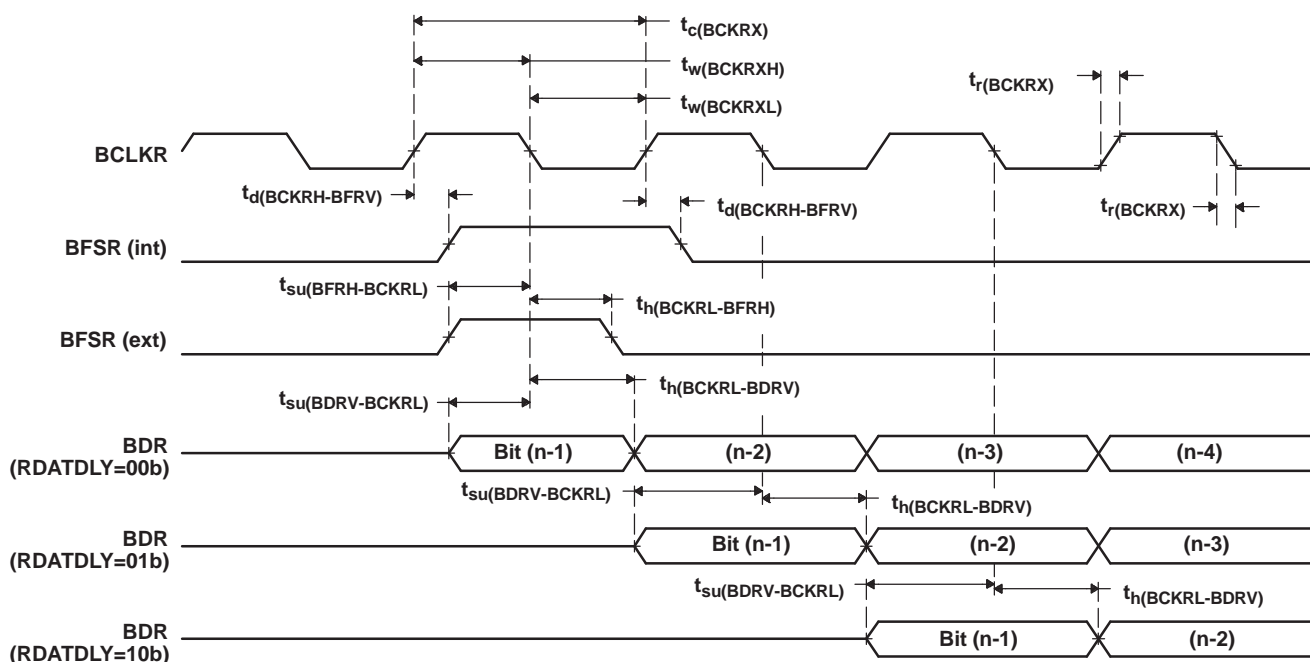 tc(BCKRX)
tw(BCKRXH)
tr(BCKRX)
tw(BCKRXL)
BCLKR
td(BCKRH-BFRV)
td(BCKRH-BFRV)
tr(BCKRX)
BFSR (int)
tsu(BFRH-BCKRL)
th(BCKRL-BFRH)
BFSR (ext)
tsu(BDRV-BCKRL)
th(BCKRL-BDRV)
BDR
(RDATDLY=00b)
Bit (n-1)
(n-2)
(n-3)
(n-4)
tsu(BDRV-BCKRL)
th(BCKRL-BDRV)
BDR
(RDATDLY=01b)
Bit (n-1)
(n-2)
(n-3)
tsu(BDRV-BCKRL)
th(BCKRL-BDRV)
BDR
(RDATDLY=10b)
Bit (n-1)
(n-2)